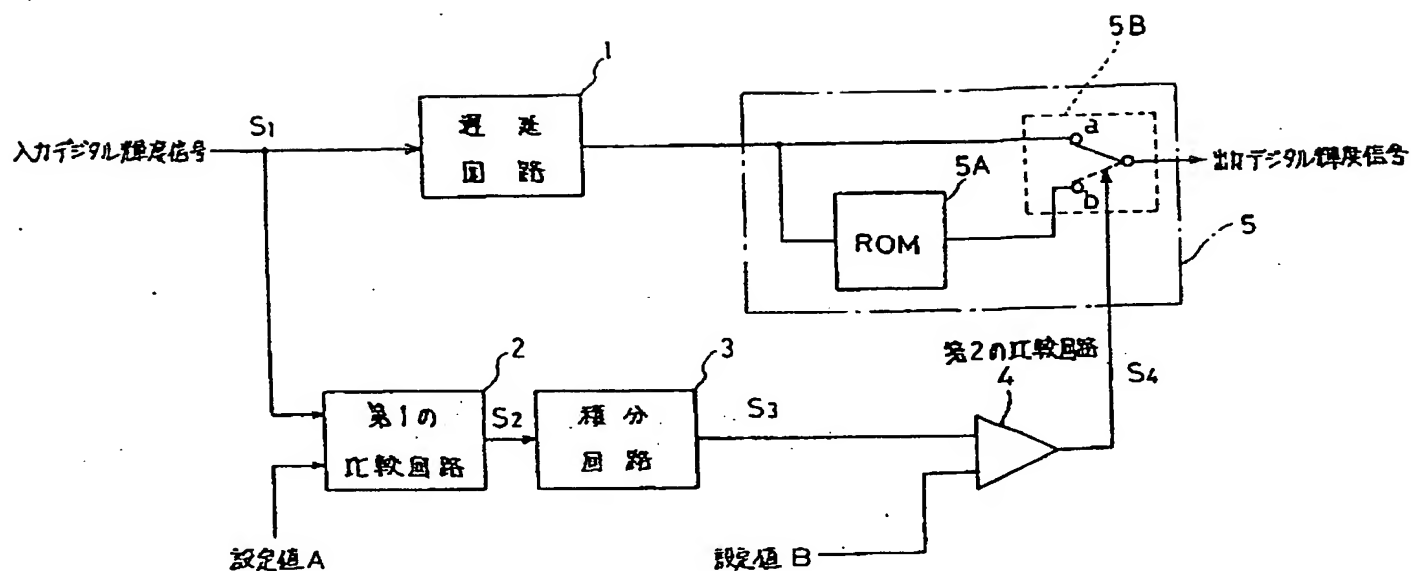 5B
1
S1
入力デジタル輝度信号
遅延
回路
a
出力デジタル輝度信号
5A
b
ROM
5
2
3
第2の比較回路
4
S4
第1の
比較回路
S2
積分
回路
S3
設定値A
設定値B